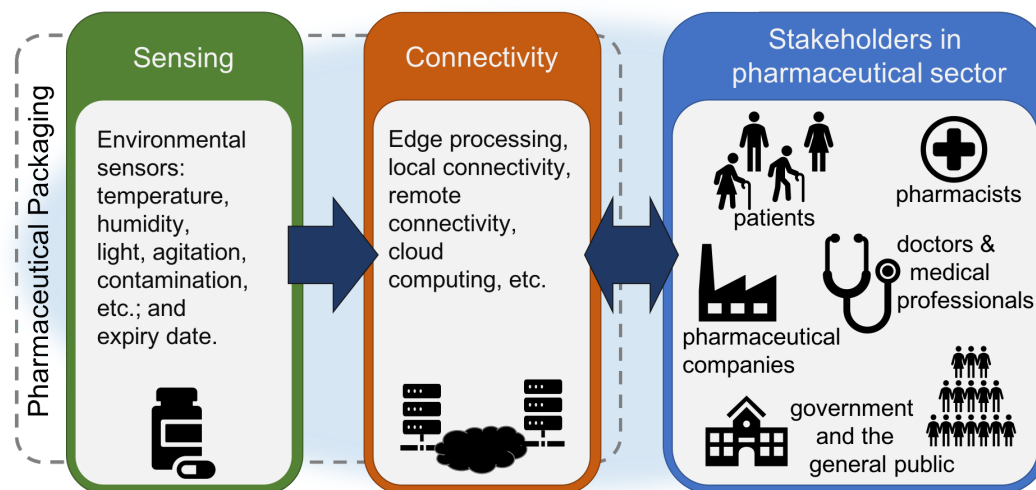 Pharmaceutical Packaging
Sensing
Environmental
sensors:
temperature,
humidity,
light, agitation,
contamination,
etc.; and
expiry date.
Connectivity
Edge processing,
local connectivity,
remote
connectivity,
cloud
computing, etc.
Stakeholders in
pharmaceutical sector
patients
pharmacists
doctors &
medical
professionals
pharmaceutical
companies
government
and the
general public